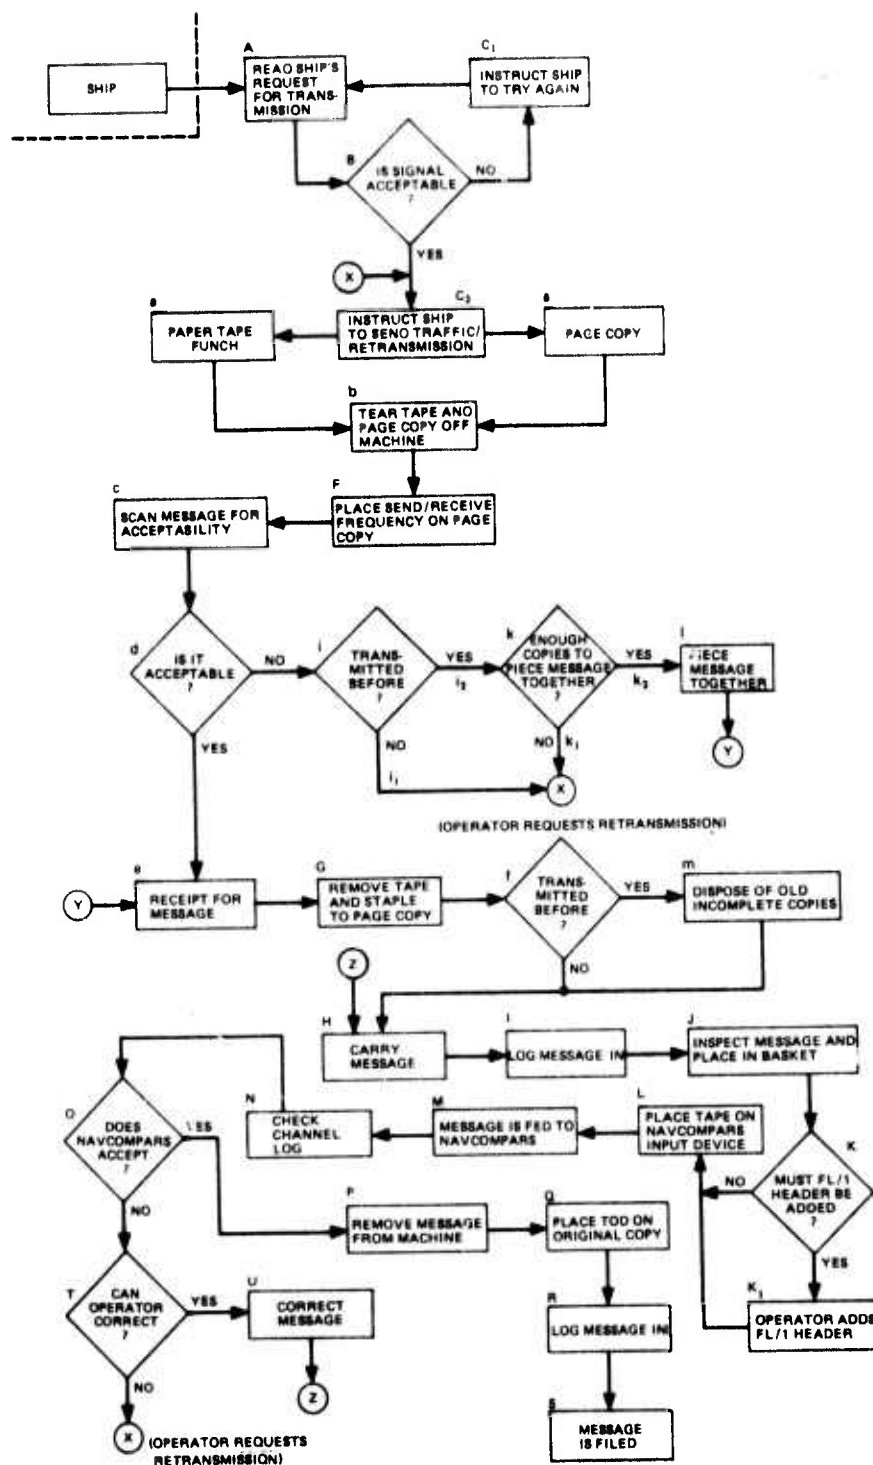 A
C1
SHIP
READ SHIP'S
REQUEST
FOR TRANS-
MISSION
INSTRUCT SHIP
TO TRY AGAIN
B
IS SIGNAL
ACCEPTABLE
?
NO
YES
X
C2
a
a
INSTRUCT SHIP
TO SEND TRAFFIC/
RETRANSMISSION
PAPER TAPE
FUNCH
PAGE COPY
b
TEAR TAPE AND
PAGE COPY OFF
MACHINE
c
F
SCAN MESSAGE FOR
ACCEPTABILITY
PLACE SEND/RECEIVE
FREQUENCY ON PAGE
COPY
d
IS IT
ACCEPTABLE
?
NO
YES
i
TRANS-
MITTED
BEFORE
?
YES
i2
NO
i1
k
ENOUGH
COPIES TO
PIECE MESSAGE
TOGETHER
?
YES
k2
NO
k1
l
PIECE
MESSAGE
TOGETHER
Y
X
(OPERATOR REQUESTS RETRANSMISSION)
Y
e
RECEIPT FOR
MESSAGE
G
REMOVE TAPE
AND STAPLE
TO PAGE COPY
f
TRANS-
MITTED
BEFORE
?
YES
NO
m
DISPOSE OF OLD
INCOMPLETE COPIES
Z
H
CARRY
MESSAGE
I
LOG MESSAGE IN
J
INSPECT MESSAGE AND
PLACE IN BASKET
O
DOES
NAVCOMPARS
ACCEPT
?
YES
NO
N
CHECK
CHANNEL
LOG
M
MESSAGE IS FED TO
NAVCOMPARS
L
PLACE TAPE ON
NAVCOMPARS
INPUT DEVICE
K
MUST FL/1
HEADER BE
ADDED
?
NO
YES
P
REMOVE MESSAGE
FROM MACHINE
Q
PLACE TOD ON
ORIGINAL COPY
T
CAN
OPERATOR
CORRECT
?
YES
NO
U
CORRECT
MESSAGE
Z
R
LOG MESSAGE IN
K1
OPERATOR ADDS
FL/1 HEADER
S
MESSAGE
IS FILED
X
(OPERATOR REQUESTS
RETRANSMISSION)